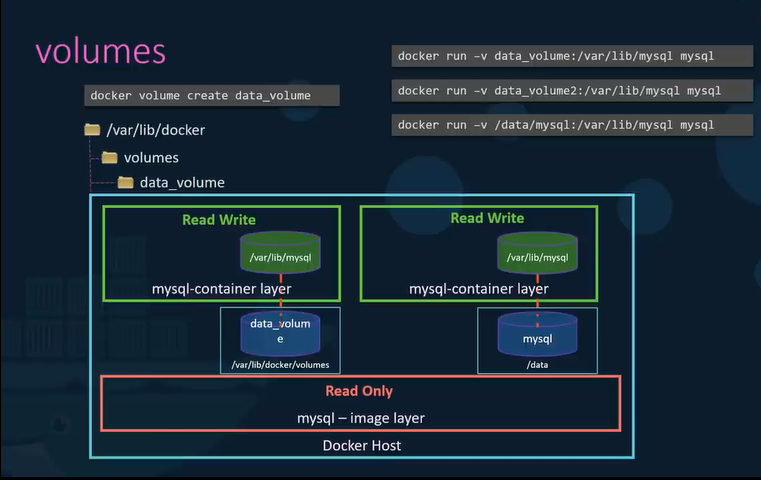 volumes
docker volume create data_volume
/var/lib/docker
volumes
data_volume
docker run –v data_volume:/var/lib/mysql mysql
docker run –v data_volume2:/var/lib/mysql mysql
docker run –v /data/mysql:/var/lib/mysql mysql
Read Write
/var/lib/mysql
mysql-container layer
data_volum
e
/var/lib/docker/volumes
Read Write
/var/lib/mysql
mysql-container layer
mysql
/data
Read Only
mysql – image layer
Docker Host